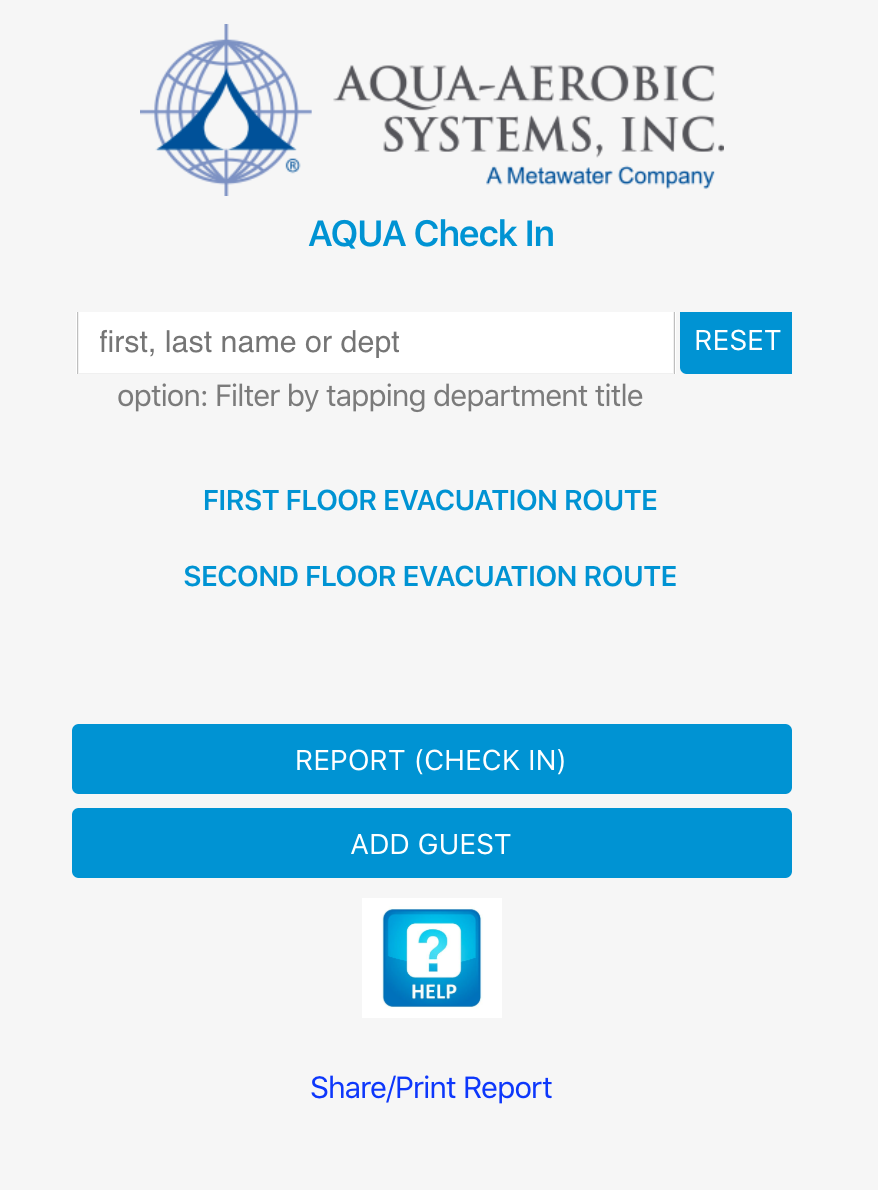 AQUA-AEROBIC
SYSTEMS, INC.
®
A Metawater Company
AQUA Check In
first, last name or dept
RESET
option: Filter by tapping department title
FIRST FLOOR EVACUATION ROUTE
SECOND FLOOR EVACUATION ROUTE
REPORT (CHECK IN)
ADD GUEST
?
HELP
Share/Print Report